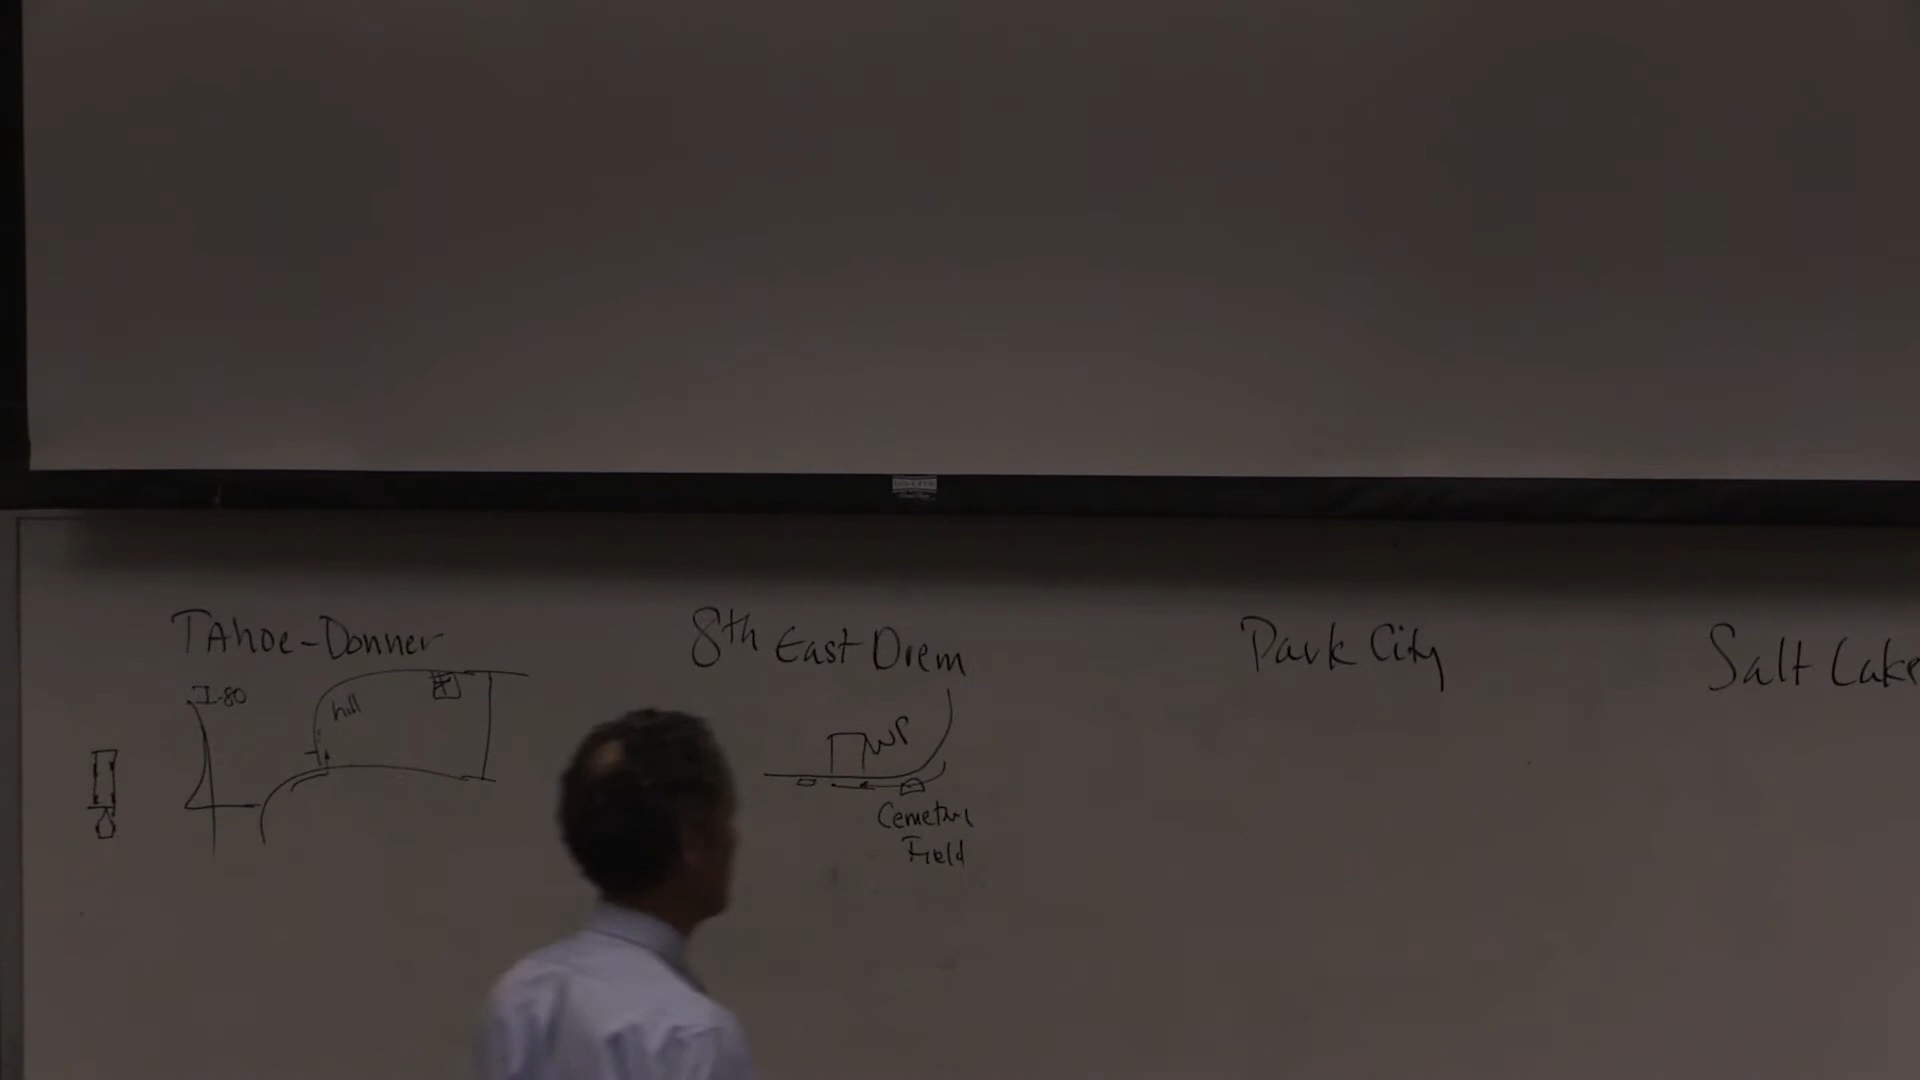 TAhoe-Donner
I-80
hill
8th East Orem
Cemetery
Field
Park City
Salt Lake